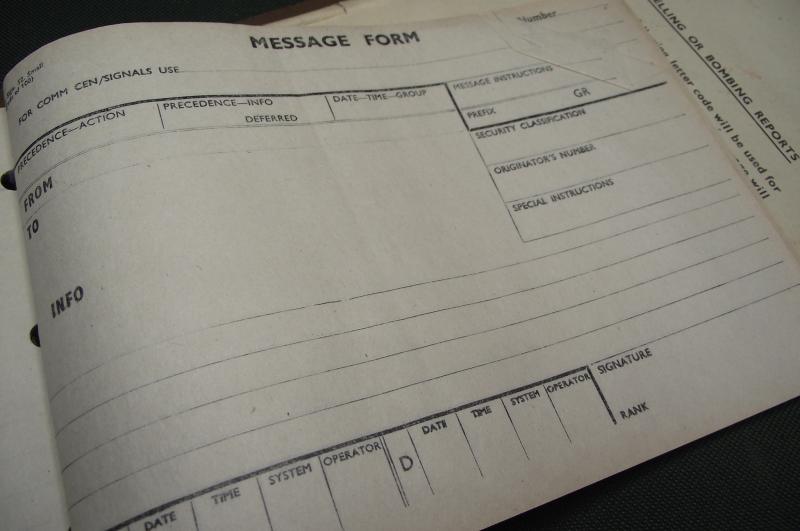 MESSAGE FORM
Number
Small
FOR COMM CEN/SIGNALS USE
PRECEDENCE—ACTION
PRECEDENCE—INFO
DEFERRED
DATE—TIME—GROUP
MESSAGE INSTRUCTIONS
PREFIX
GR
SECURITY CLASSIFICATION
ORIGINATOR'S NUMBER
SPECIAL INSTRUCTIONS
FROM
TO
INFO
DATE
TIME
SYSTEM
OPERATOR
D
DATE
TIME
SYSTEM
OPERATOR
SIGNATURE
RANK
OR BOMBING REPORTS
letter code will be used for
will